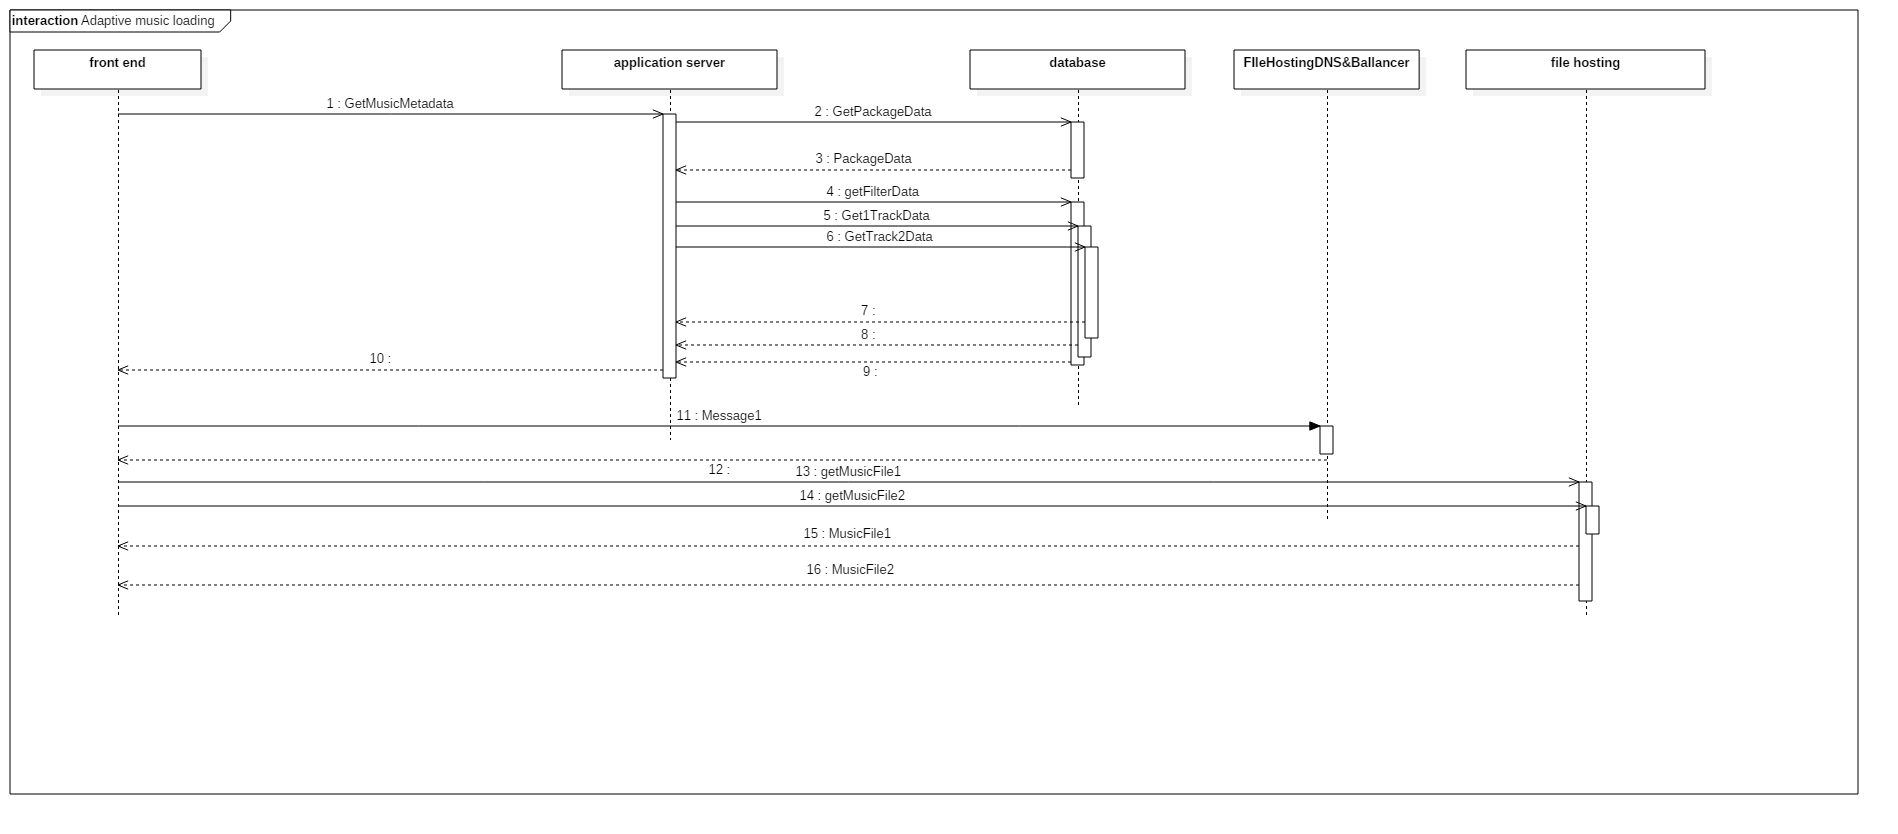 interaction Adaptive music loading
front end
application server
database
FIleHostingDNS&Ballancer
file hosting
1 : GetMusicMetadata
2 : GetPackageData
3 : PackageData
4 : getFilterData
5 : Get1TrackData
6 : GetTrack2Data
7 :
8 :
9 :
10 :
11 : Message1
12 :
13 : getMusicFile1
14 : getMusicFile2
15 : MusicFile1
16 : MusicFile2